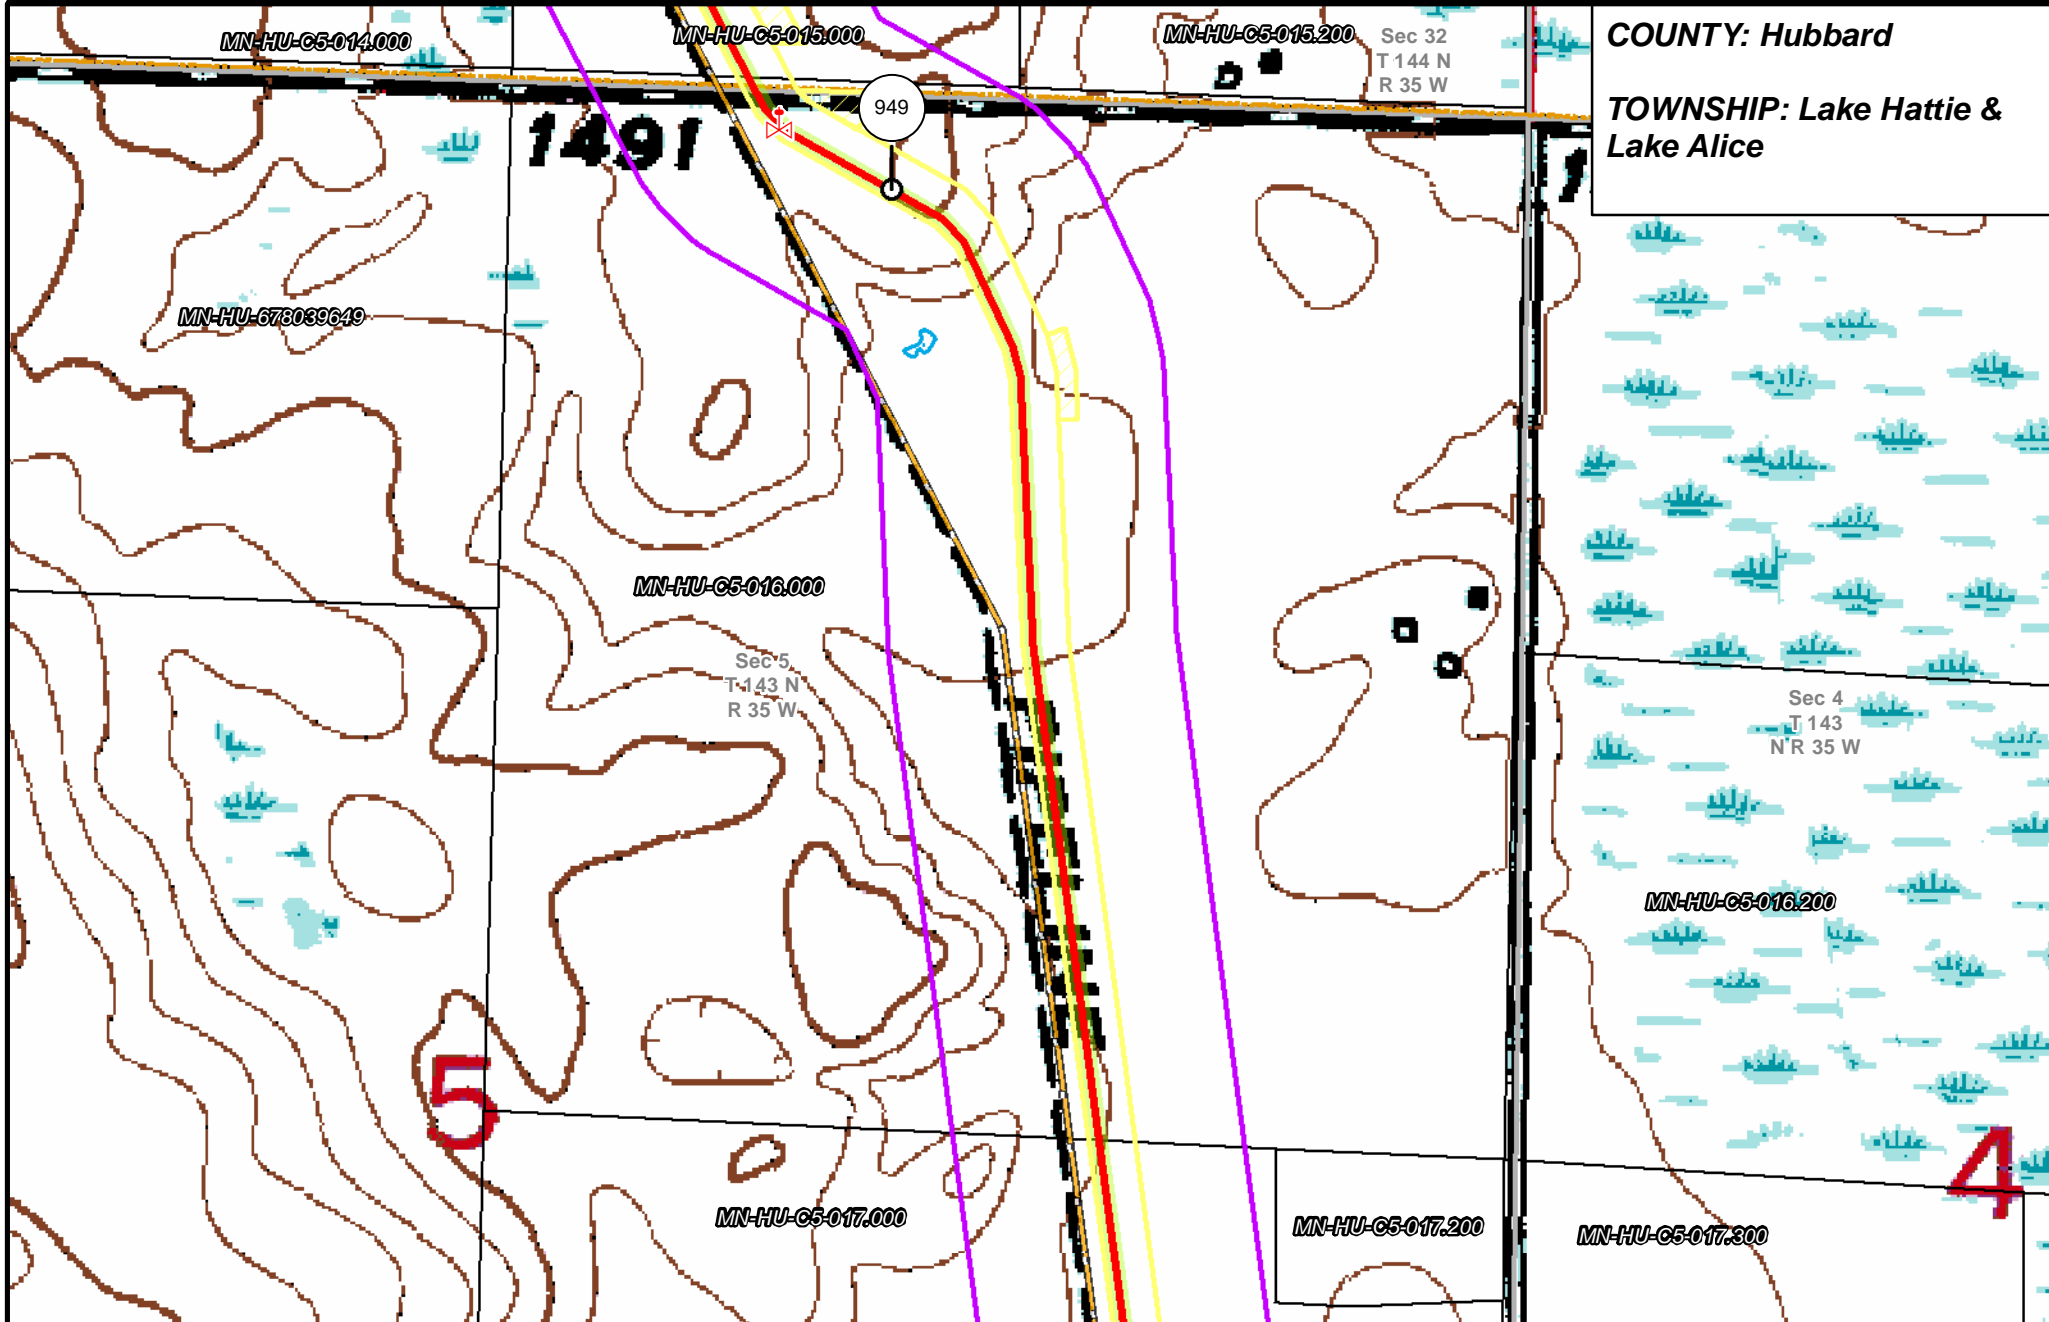 MN-HU-C5-014.000
MN-HU-C5-015.000
MN-HU-C5-015.200
Sec 32
T 144 N
R 35 W
COUNTY: Hubbard
TOWNSHIP: Lake Hattie &
Lake Alice
949
1491
MN-HU-678039649
MN-HU-C5-016.000
Sec 5
T 143 N
R 35 W
Sec 4
T 143
N R 35 W
MN-HU-C5-016.200
5
4
MN-HU-C5-017.000
MN-HU-C5-017.200
MN-HU-C5-017.300